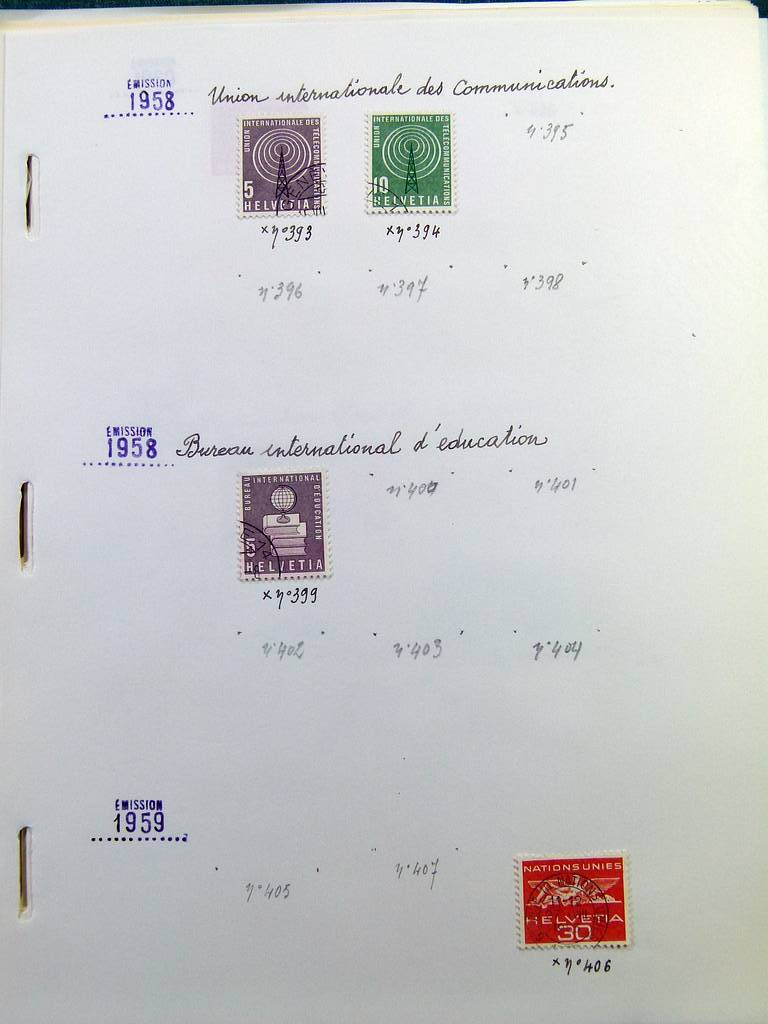 ÉMISSION
1958
Union internationale des Communications.
UNION INTERNATIONALE DES TELECOMMUNICATIONS
5
HELVETIA
UNION INTERNATIONALE DES TELECOMMUNICATIONS
10
HELVETIA
n°395
x n°393
x n°394
n°396
n°397
n°398
ÉMISSION
1958
Bureau international d'éducation
BUREAU INTERNATIONAL D'EDUCATION
5
HELVETIA
n°400
n°401
x n°399
n°402
n°403
n°404
ÉMISSION
1959
n°405
n°407
NATIONS UNIES
HELVETIA
30
x n°406